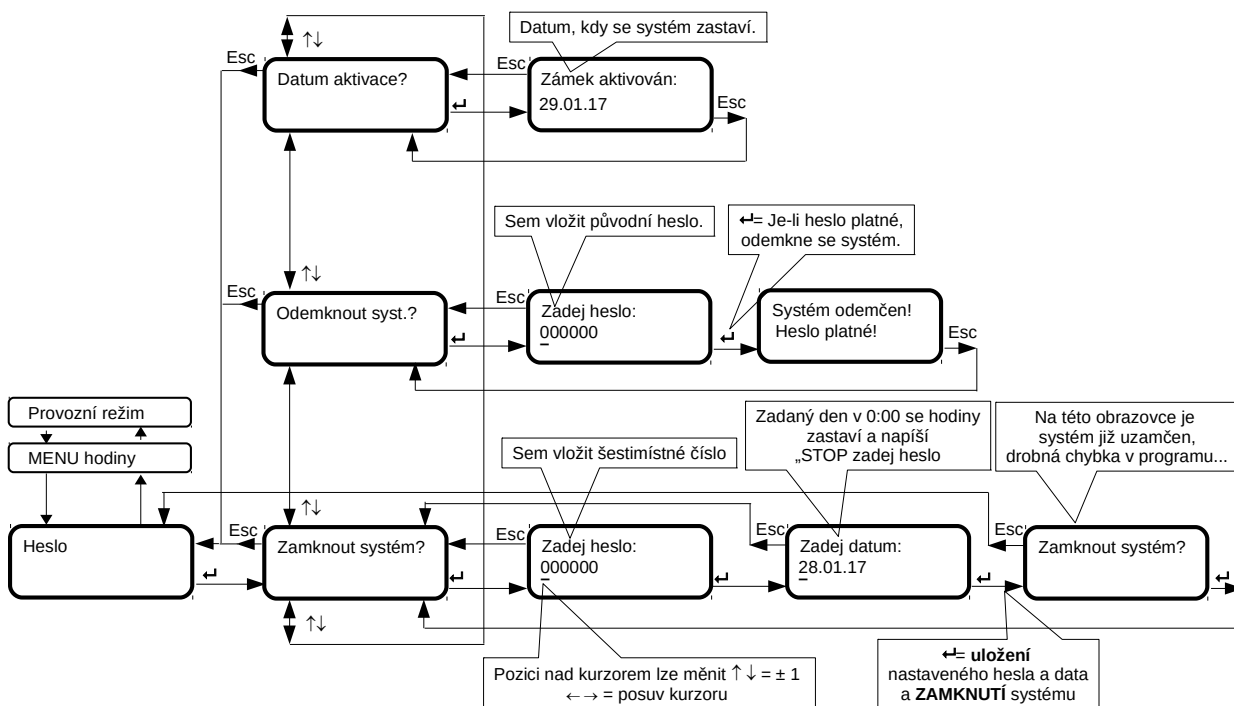 Datum, kdy se systém zastaví.
↑↓
Esc
Datum aktivace?
Esc
↵
Zámek aktivován:
29.01.17
Esc
Sem vložit původní heslo.
↵= Je-li heslo platné,
odemkne se systém.
↑↓
Esc
Odemknout syst.?
Esc
↵
Zadej heslo:
000000
↵
Systém odemčen!
Heslo platné!
Esc
Provozní režim
MENU hodiny
Sem vložit šestimístné číslo
Zadaný den v 0:00 se hodiny
zastaví a napíší
„STOP zadej heslo
Na této obrazovce je
systém již uzamčen,
drobná chybka v programu...
↑↓
Heslo
↵
Esc
Zamknout systém?
Esc
↵
Zadej heslo:
000000
Esc
↵
Zadej datum:
28.01.17
Esc
↵
Zamknout systém?
↵
↑↓
Pozici nad kurzorem lze měnit ↑↓ = ± 1
←→ = posuv kurzoru
↵= uložení
nastaveného hesla a data
a ZAMKNUTÍ systému